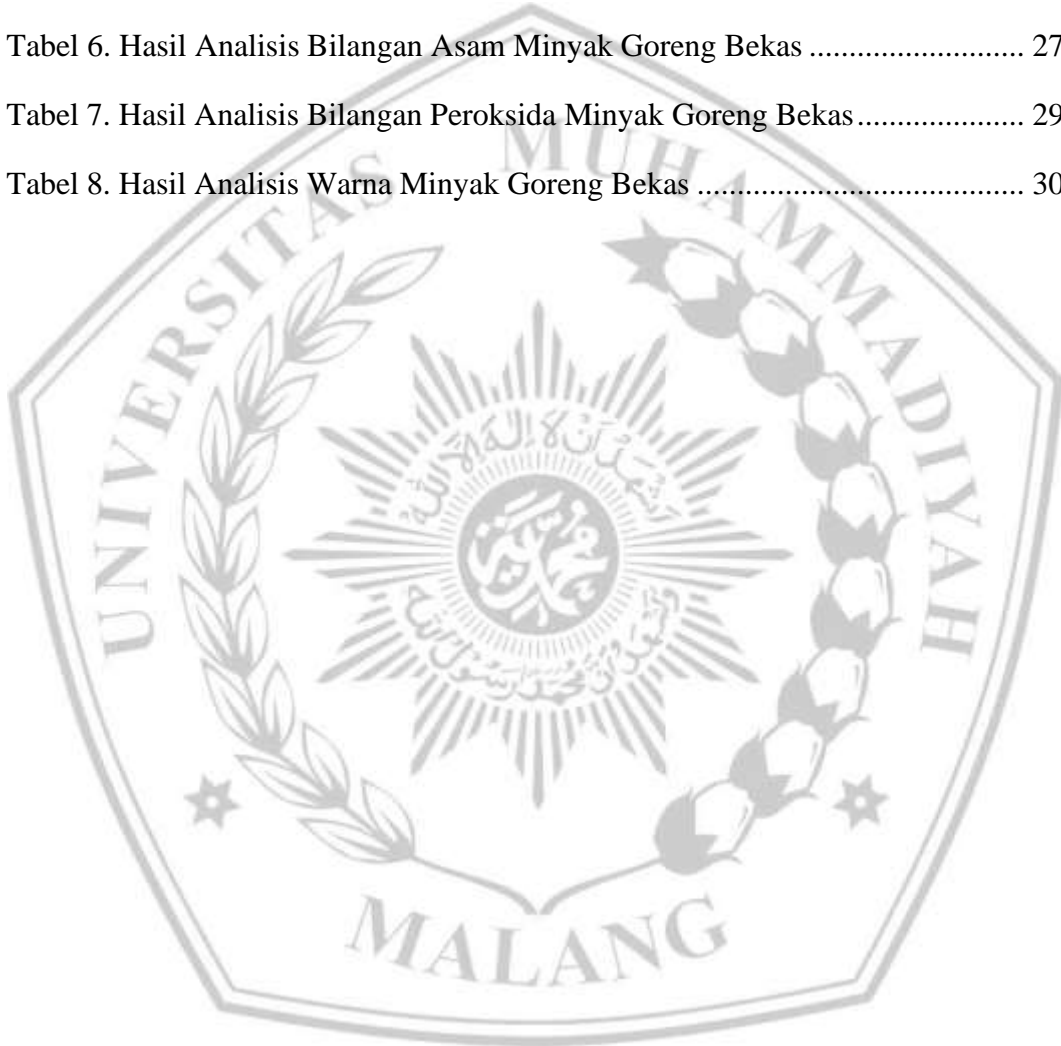 Tabel 6. Hasil Analisis Bilangan Asam Minyak Goreng Bekas ........................... 27
Tabel 7. Hasil Analisis Bilangan Peroksida Minyak Goreng Bekas..................... 29
Tabel 8. Hasil Analisis Warna Minyak Goreng Bekas ......................................... 30
UNIVERSITAS MUHAMMADIYAH
MALANG